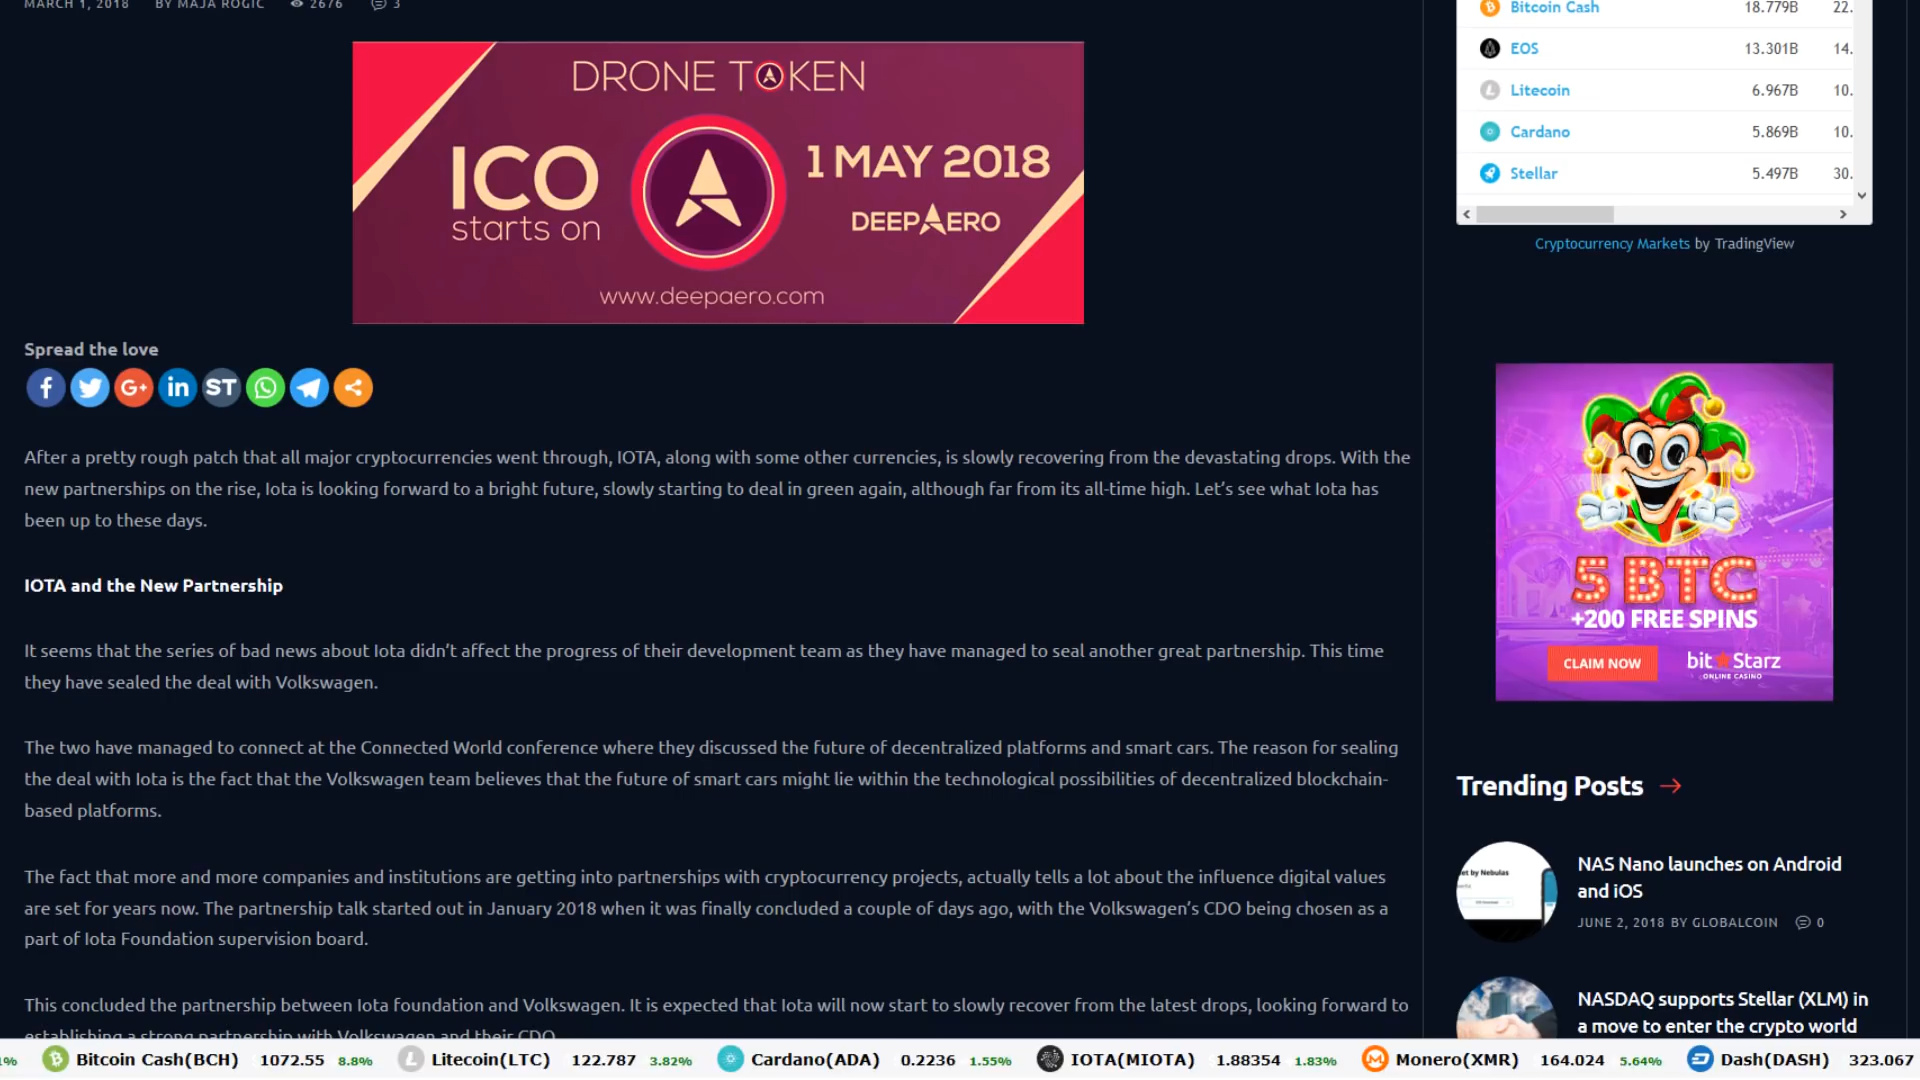 MARCH 1, 2018 BY MAJA ROGIC 2676 3
DRONE TOKEN
ICO
starts on
1 MAY 2018
DEEPAERO
www.deepaero.com
Spread the love
ST
After a pretty rough patch that all major cryptocurrencies went through, IOTA, along with some other currencies, is slowly recovering from the devastating drops. With the
new partnerships on the rise, Iota is looking forward to a bright future, slowly starting to deal in green again, although far from its all-time high. Let’s see what Iota has
been up to these days.
IOTA and the New Partnership
It seems that the series of bad news about Iota didn’t affect the progress of their development team as they have managed to seal another great partnership. This time
they have sealed the deal with Volkswagen.
The two have managed to connect at the Connected World conference where they discussed the future of decentralized platforms and smart cars. The reason for sealing
the deal with Iota is the fact that the Volkswagen team believes that the future of smart cars might lie within the technological possibilities of decentralized blockchain-
based platforms.
The fact that more and more companies and institutions are getting into partnerships with cryptocurrency projects, actually tells a lot about the influence digital values
are set for years now. The partnership talk started out in January 2018 when it was finally concluded a couple of days ago, with the Volkswagen’s CDO being chosen as a
part of Iota Foundation supervision board.
This concluded the partnership between Iota foundation and Volkswagen. It is expected that Iota will now start to slowly recover from the latest drops, looking forward to
establishing a strong partnership with Volkswagen and their CDO.
Bitcoin Cash 18.779B 22.
EOS 13.301B 14.
Litecoin 6.967B 10.
Cardano 5.869B 10.
Stellar 5.497B 30.
Cryptocurrency Markets by TradingView
5 BTC
+200 FREE SPINS
CLAIM NOW
bitStarz
ONLINE CASINO
Trending Posts
et by Nebulas
NAS Nano launches on Android
and iOS
JUNE 2, 2018 BY GLOBALCOIN 0
NASDAQ supports Stellar (XLM) in
a move to enter the crypto world
1% Bitcoin Cash(BCH) 1072.55 8.8% Litecoin(LTC) 122.787 3.82% Cardano(ADA) 0.2236 1.55% IOTA(MIOTA) 1.88354 1.83% Monero(XMR) 164.024 5.64% Dash(DASH) 323.067